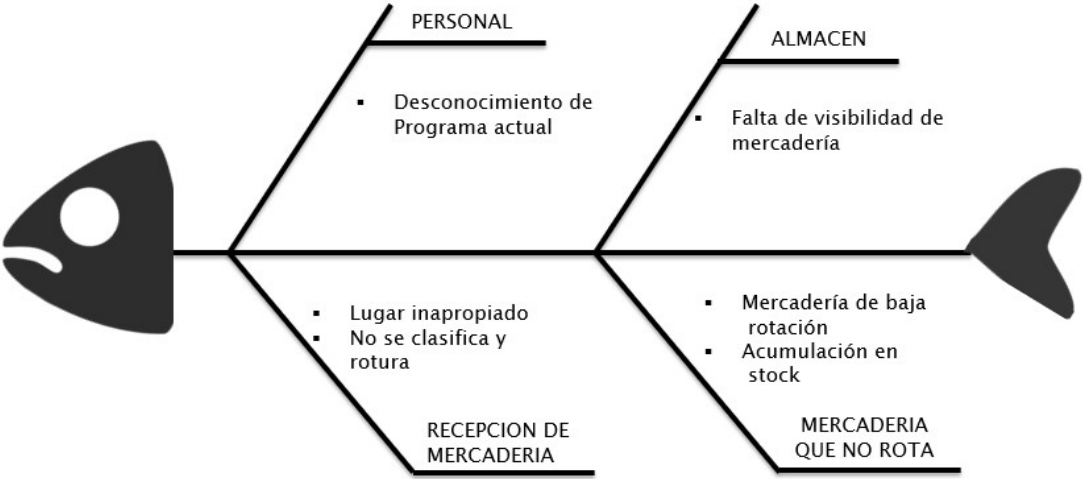 PERSONAL
▪ Desconocimiento de
Programa actual
ALMACEN
▪ Falta de visibilidad de
mercadería
▪ Lugar inapropiado
▪ No se clasifica y
rotura
RECEPCION DE
MERCADERIA
▪ Mercadería de baja
rotación
▪ Acumulación en
stock
MERCADERIA
QUE NO ROTA